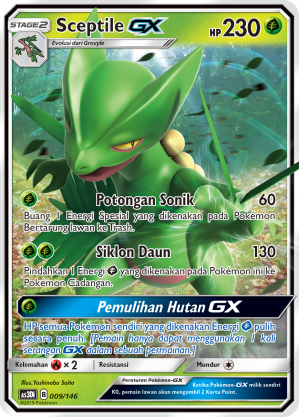 STAGE2 Sceptile GX HP 230
Evolusi dari Grovyle
Potongan Sonik 60
Buang 1 Energi Spesial yang dikenakan pada Pokémon
Bertarung lawan ke Trash.
Siklon Daun 130
Pindahkan 1 Energi yang dikenakan pada Pokémon ini ke
Pokémon Cadangan.
Pemulihan Hutan GX
HP semua Pokémon sendiri yang dikenakan Energi pulih
secara penuh. [Pemain hanya dapat menggunakan 1 kali
serangan GX dalam sebuah permainan.]
Kelemahan × 2 Resistansi Mundur
Peraturan Pokémon-GX
Illus. Yoshinobu Saito
Ketika Pokémon-GX milik sendiri
AS3DN D 009/146
KO, pemain lawan boleh mengambil 2 lembar Kartu Point.
©2019 Pokémon